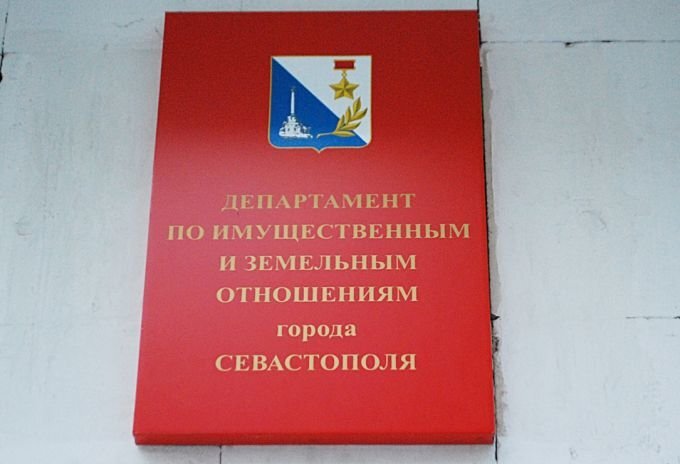 ДЕПАРТАМЕНТ
ПО ИМУЩЕСТВЕННЫМ
И ЗЕМЕЛЬНЫМ
ОТНОШЕНИЯМ
города
СЕВАСТОПОЛЯ